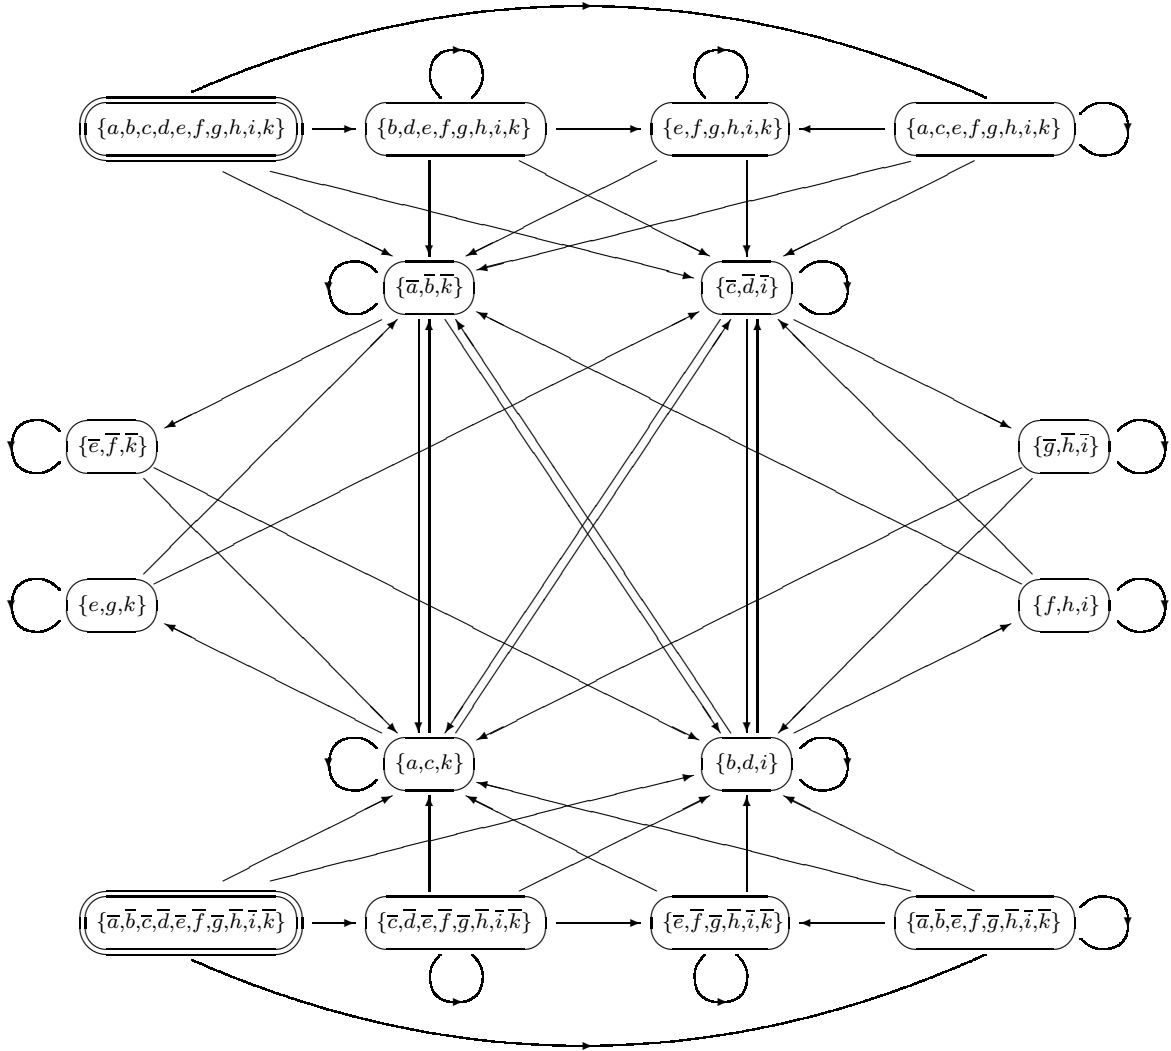 {a,b,c,d,e,f,g,h,i,k} {b,d,e,f,g,h,i,k} {e,f,g,h,i,k} {a,c,e,f,g,h,i,k}
{a̅,b̅,k̅} {c̅,d̅,i̅}
{e̅,f̅,k̅} {g̅,h̅,i̅}
{e,g,k} {f,h,i}
{a,c,k} {b,d,i}
{a̅,b̅,c̅,d̅,e̅,f̅,g̅,h̅,i̅,k̅} {c̅,d̅,e̅,f̅,g̅,h̅,i̅,k̅} {e̅,f̅,g̅,h̅,i̅,k̅} {a̅,b̅,e̅,f̅,g̅,h̅,i̅,k̅}